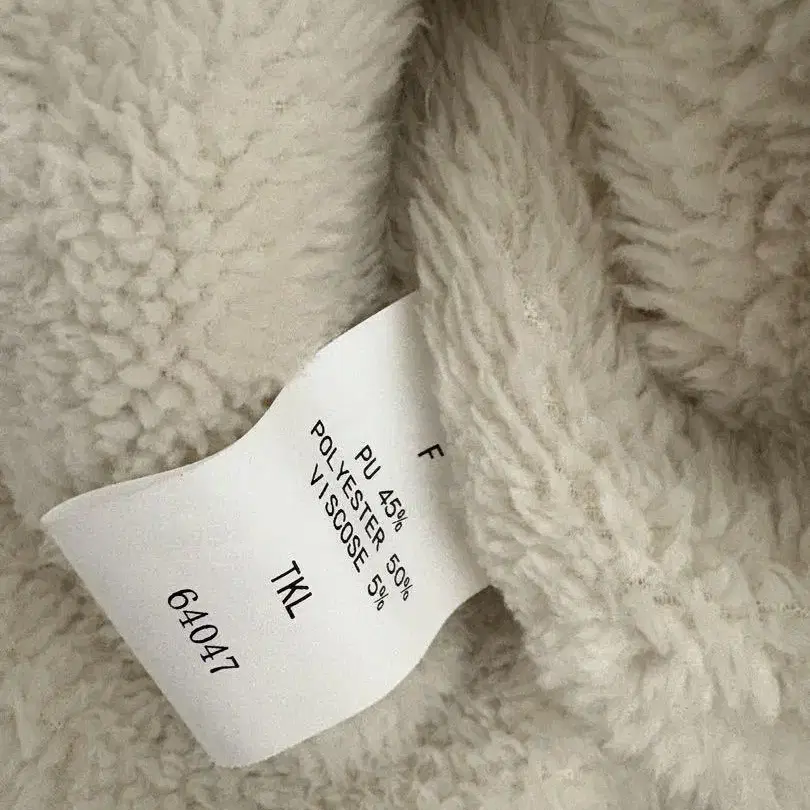 F
PU 45%
POLYESTER 50%
VISCOSE 5%
TKL
64047